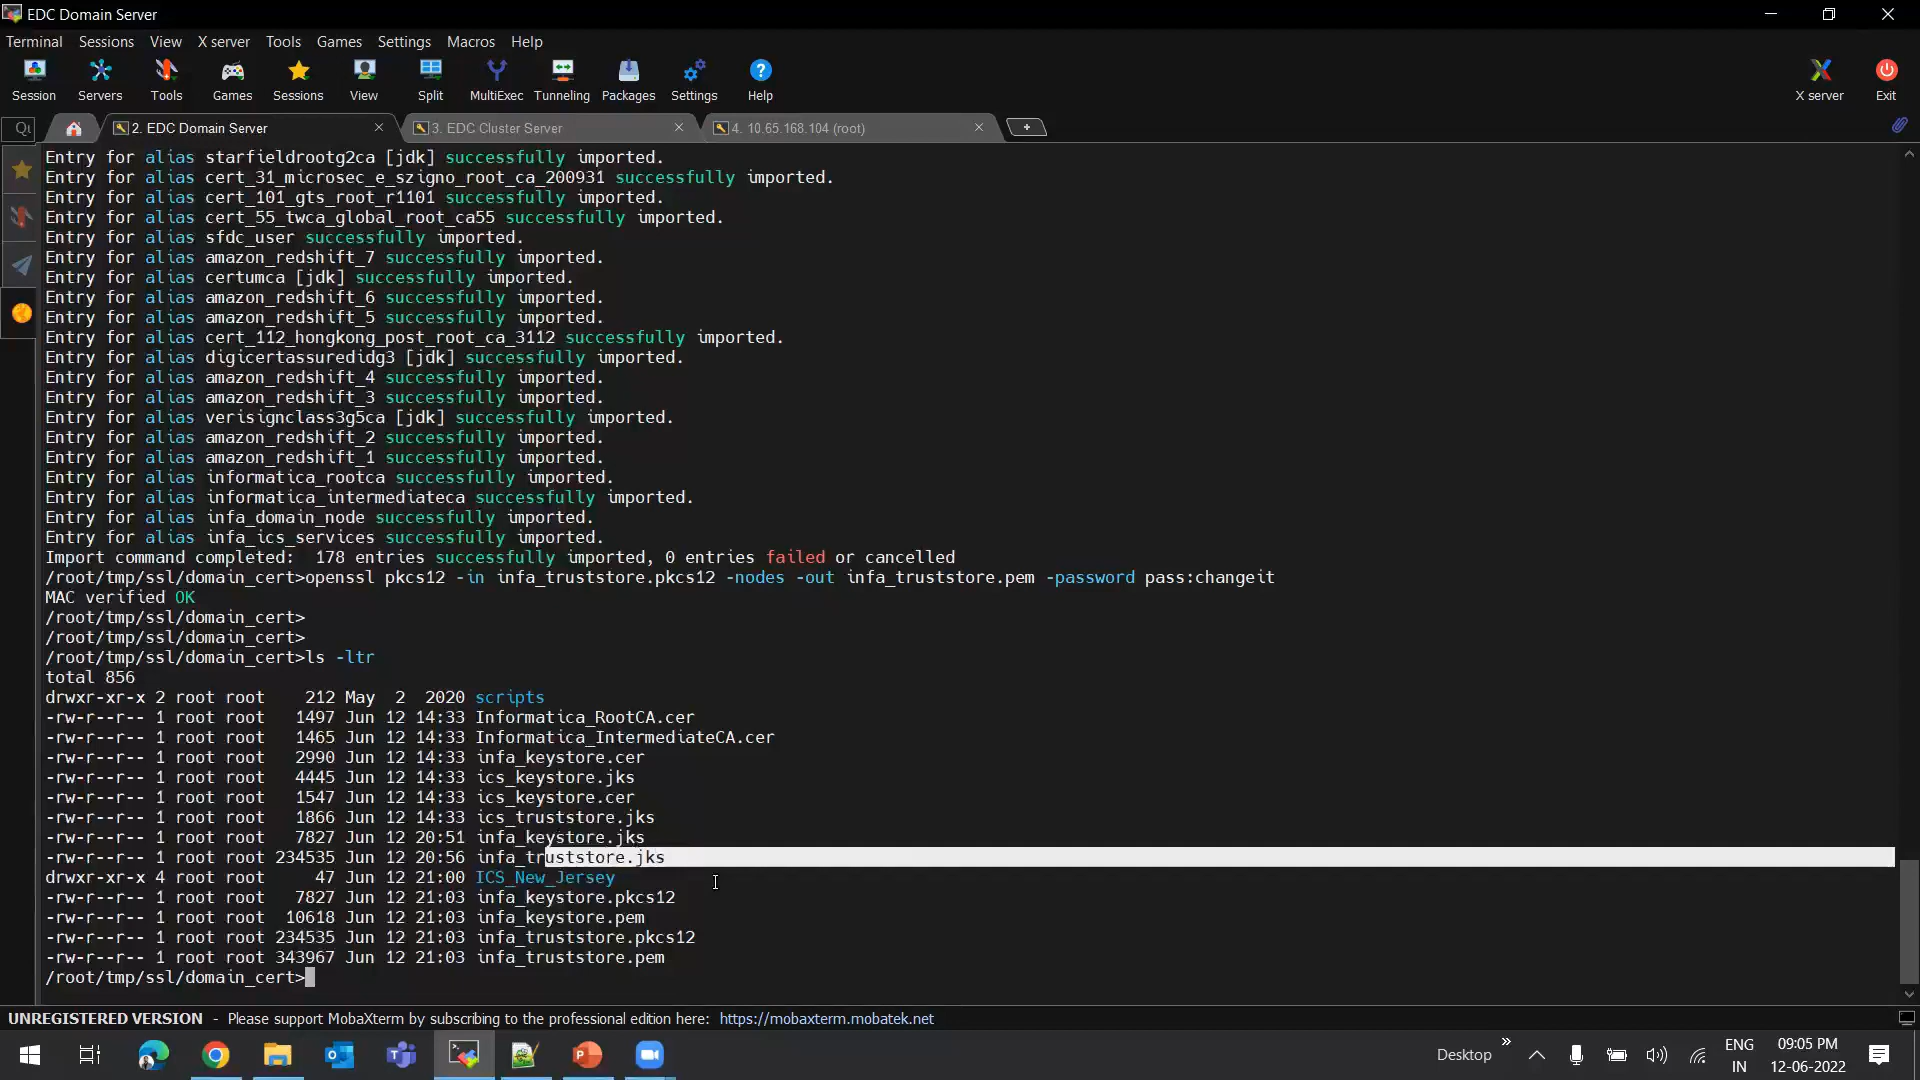 EDC Domain Server
Terminal Sessions View X server Tools Games Settings Macros Help
Session Servers Tools Games Sessions View Split MultiExec Tunneling Packages Settings Help X server Exit
2. EDC Domain Server 3. EDC Cluster Server 4. 10.65.168.104 (root)
Entry for alias starfieldrootg2ca [jdk] successfully imported.
Entry for alias cert_31_microsec_e_szigno_root_ca_200931 successfully imported.
Entry for alias cert_101_gts_root_r1101 successfully imported.
Entry for alias cert_55_twca_global_root_ca55 successfully imported.
Entry for alias sfdc_user successfully imported.
Entry for alias amazon_redshift_7 successfully imported.
Entry for alias certumca [jdk] successfully imported.
Entry for alias amazon_redshift_6 successfully imported.
Entry for alias amazon_redshift_5 successfully imported.
Entry for alias cert_112_hongkong_post_root_ca_3112 successfully imported.
Entry for alias digicertassuredidg3 [jdk] successfully imported.
Entry for alias amazon_redshift_4 successfully imported.
Entry for alias amazon_redshift_3 successfully imported.
Entry for alias verisignclass3g5ca [jdk] successfully imported.
Entry for alias amazon_redshift_2 successfully imported.
Entry for alias amazon_redshift_1 successfully imported.
Entry for alias informatica_rootca successfully imported.
Entry for alias informatica_intermediateca successfully imported.
Entry for alias infa_domain_node successfully imported.
Entry for alias infa_ics_services successfully imported.
Import command completed: 178 entries successfully imported, 0 entries failed or cancelled
/root/tmp/ssl/domain_cert>openssl pkcs12 -in infa_truststore.pkcs12 -nodes -out infa_truststore.pem -password pass:changeit
MAC verified OK
/root/tmp/ssl/domain_cert>
/root/tmp/ssl/domain_cert>
/root/tmp/ssl/domain_cert>ls -ltr
total 856
drwxr-xr-x 2 root root 212 May 2 2020 scripts
-rw-r--r-- 1 root root 1497 Jun 12 14:33 Informatica_RootCA.cer
-rw-r--r-- 1 root root 1465 Jun 12 14:33 Informatica_IntermediateCA.cer
-rw-r--r-- 1 root root 2990 Jun 12 14:33 infa_keystore.cer
-rw-r--r-- 1 root root 4445 Jun 12 14:33 ics_keystore.jks
-rw-r--r-- 1 root root 1547 Jun 12 14:33 ics_keystore.cer
-rw-r--r-- 1 root root 1866 Jun 12 14:33 ics_truststore.jks
-rw-r--r-- 1 root root 7827 Jun 12 20:51 infa_keystore.jks
-rw-r--r-- 1 root root 234535 Jun 12 20:56 infa_truststore.jks
drwxr-xr-x 4 root root 47 Jun 12 21:00 ICS_New_Jersey
-rw-r--r-- 1 root root 7827 Jun 12 21:03 infa_keystore.pkcs12
-rw-r--r-- 1 root root 10618 Jun 12 21:03 infa_keystore.pem
-rw-r--r-- 1 root root 234535 Jun 12 21:03 infa_truststore.pkcs12
-rw-r--r-- 1 root root 343967 Jun 12 21:03 infa_truststore.pem
/root/tmp/ssl/domain_cert>
UNREGISTERED VERSION - Please support MobaXterm by subscribing to the professional edition here: https://mobaxterm.mobatek.net
Desktop » ENG 09:05 PM
IN 12-06-2022